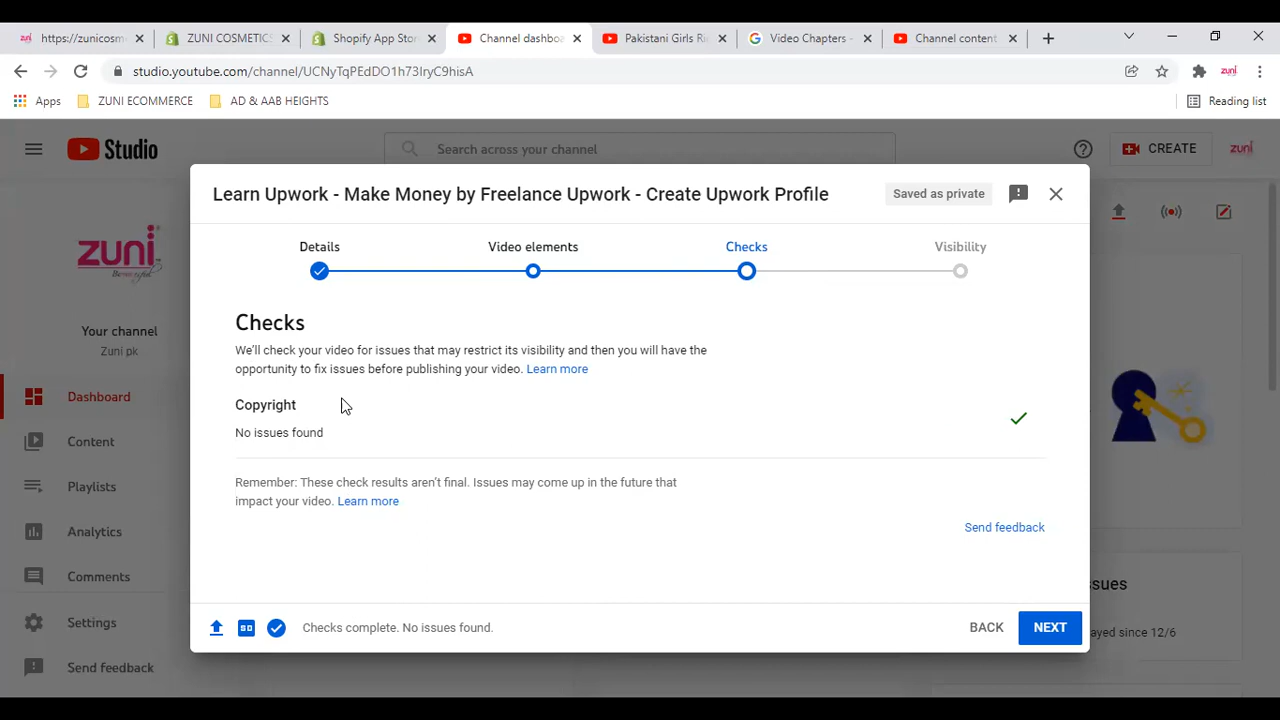 https://zunicosm
ZUNI COSMETICS
Shopify App Stor
Channel dashbo
Pakistani Girls Ri
Video Chapters -
Channel content
studio.youtube.com/channel/UCNyTqPEdDO1h73IryC9hisA
zuni
Apps
ZUNI ECOMMERCE
AD & AAB HEIGHTS
Reading list
Studio
Search across your channel
CREATE
zuni
Learn Upwork - Make Money by Freelance Upwork - Create Upwork Profile
Saved as private
Details
Video elements
Checks
Visibility
zuni
Your channel
Zuni pk
Dashboard
Content
Playlists
Analytics
Comments
Settings
Send feedback
Checks
We'll check your video for issues that may restrict its visibility and then you will have the
opportunity to fix issues before publishing your video. Learn more
Copyright
No issues found
Remember: These check results aren't final. Issues may come up in the future that
impact your video. Learn more
Send feedback
SD
Checks complete. No issues found.
BACK
NEXT
ssues
ayed since 12/6